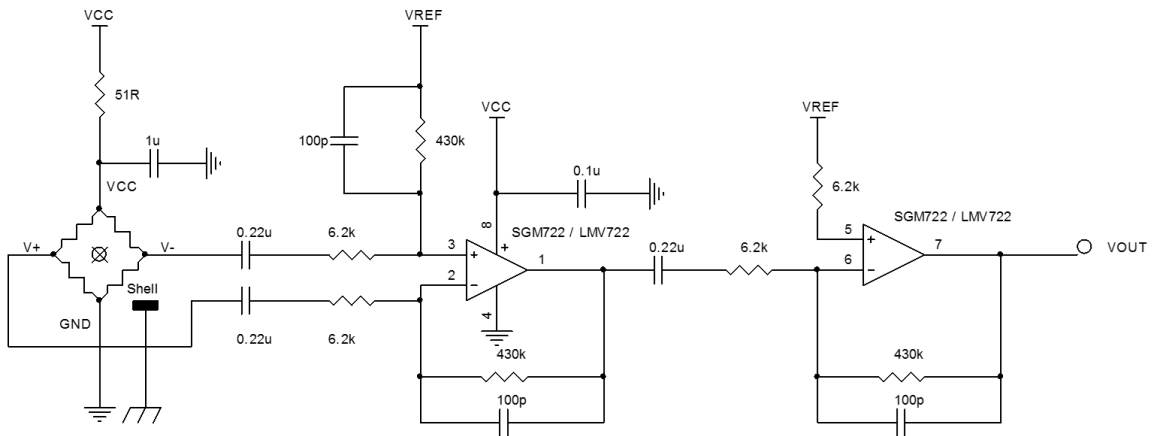 VCC
VREF
51R
VCC
VREF
1u
100p
430k
0.1u
VCC
6.2k
SGM722 / LMV722
8
SGM722 / LMV722
V+
V-
0.22u
6.2k
3
+
+
1
0.22u
6.2k
5
+
7
VOUT
2
−
6
−
Shell
4
GND
0.22u
6.2k
430k
100p
430k
100p